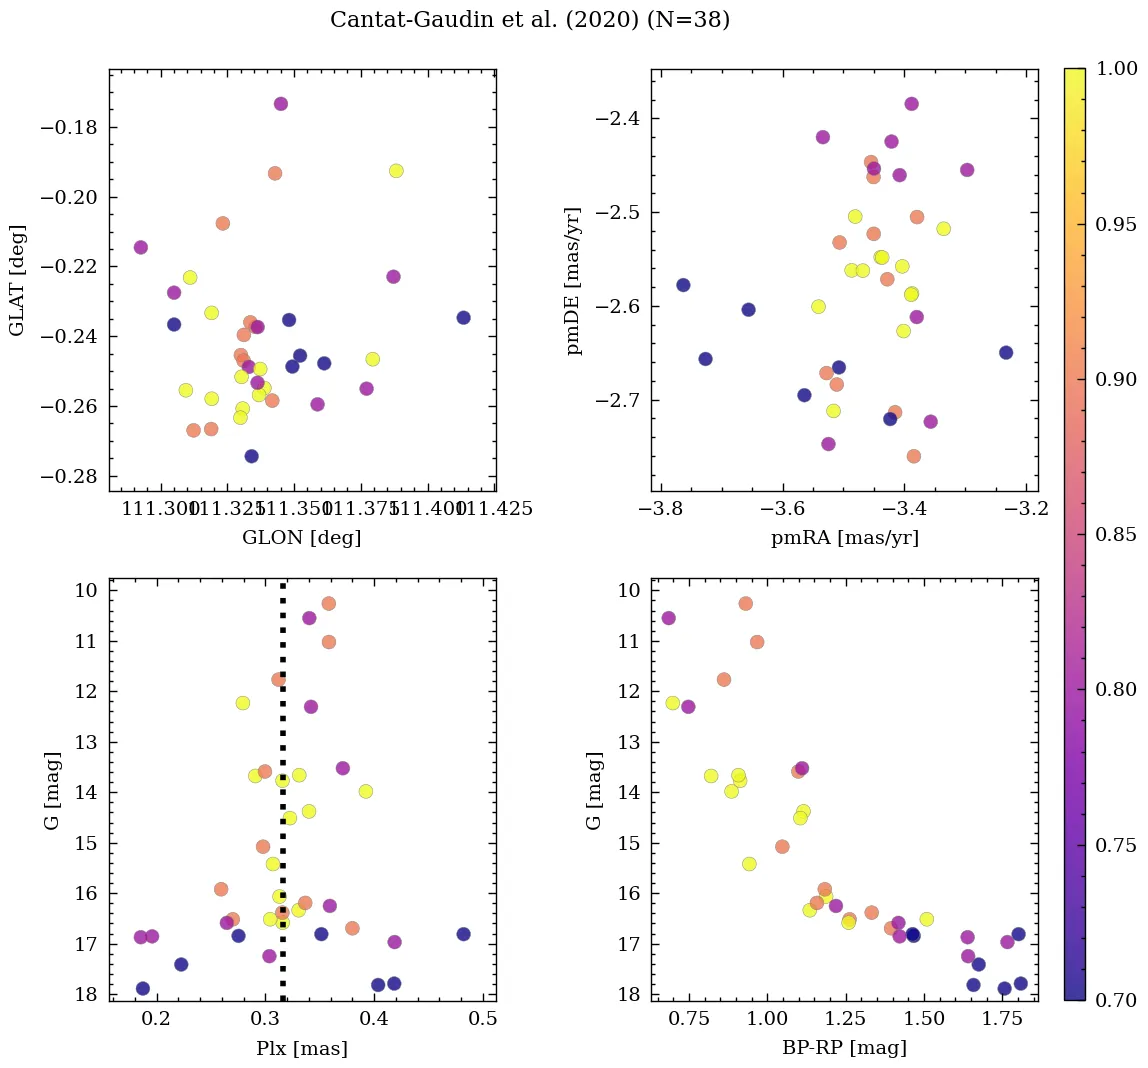 Cantat-Gaudin et al. (2020) (N=38)
−0.18
−0.20
−0.22
−0.24
−0.26
−0.28
GLAT [deg]
111.300 111.325 111.350 111.375 111.400 111.425
GLON [deg]
−2.4
−2.5
−2.6
−2.7
pmDE [mas/yr]
−3.8 −3.6 −3.4 −3.2
pmRA [mas/yr]
1.00
0.95
0.90
0.85
0.80
0.75
0.70
10
11
12
13
14
15
16
17
18
G [mag]
0.2 0.3 0.4 0.5
Plx [mas]
10
11
12
13
14
15
16
17
18
G [mag]
0.75 1.00 1.25 1.50 1.75
BP-RP [mag]